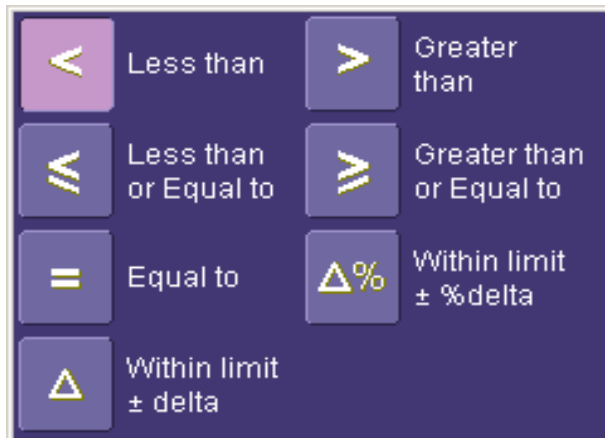 < Less than
> Greater
than
≤ Less than
or Equal to
≥ Greater than
or Equal to
= Equal to
Δ% Within limit
± %delta
Δ Within limit
± delta